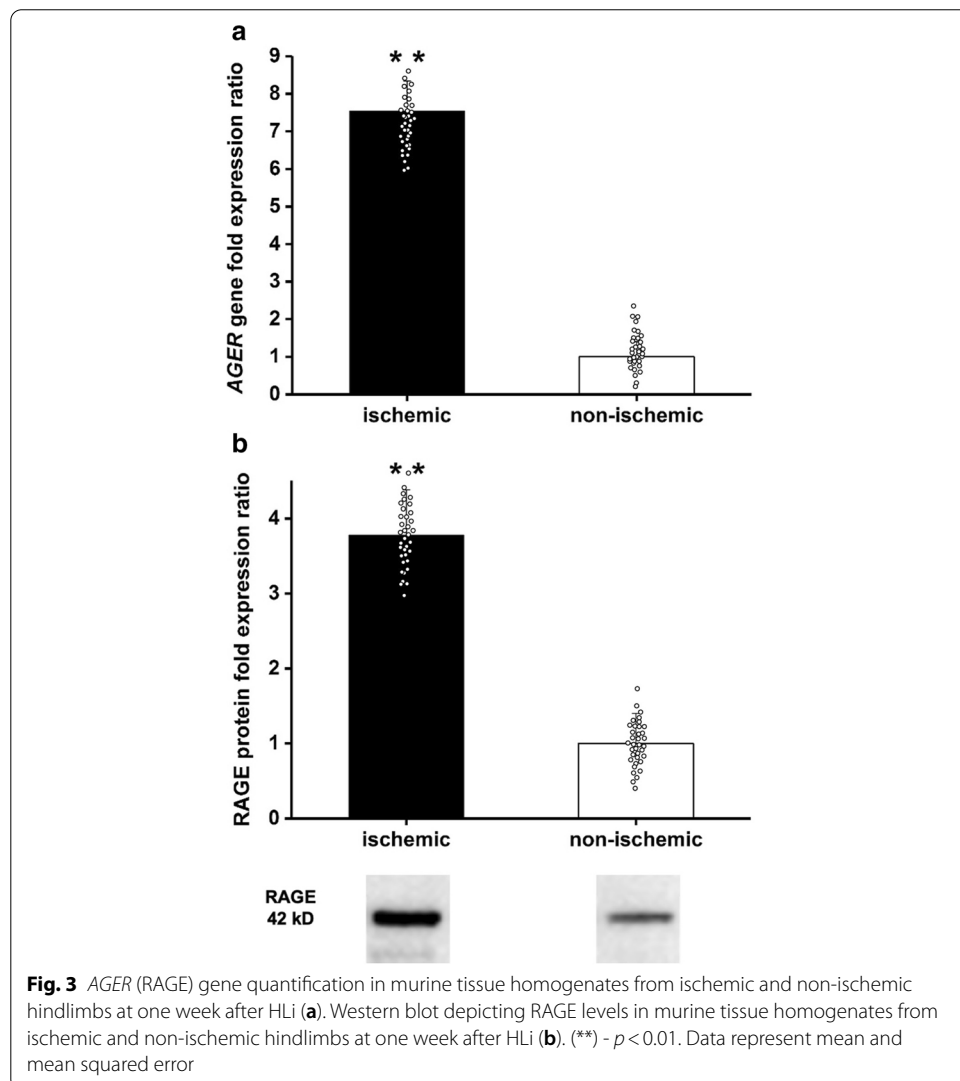 a
* *
9
8
7
6
5
4
3
2
1
0
AGER gene fold expression ratio
ischemic non-ischemic
b
* *
4
3
2
1
0
RAGE protein fold expression ratio
ischemic non-ischemic
RAGE
42 kD
Fig. 3 AGER (RAGE) gene quantification in murine tissue homogenates from ischemic and non-ischemic
hindlimbs at one week after HLi (a). Western blot depicting RAGE levels in murine tissue homogenates from
ischemic and non-ischemic hindlimbs at one week after HLi (b). (**) - p < 0.01. Data represent mean and
mean squared error